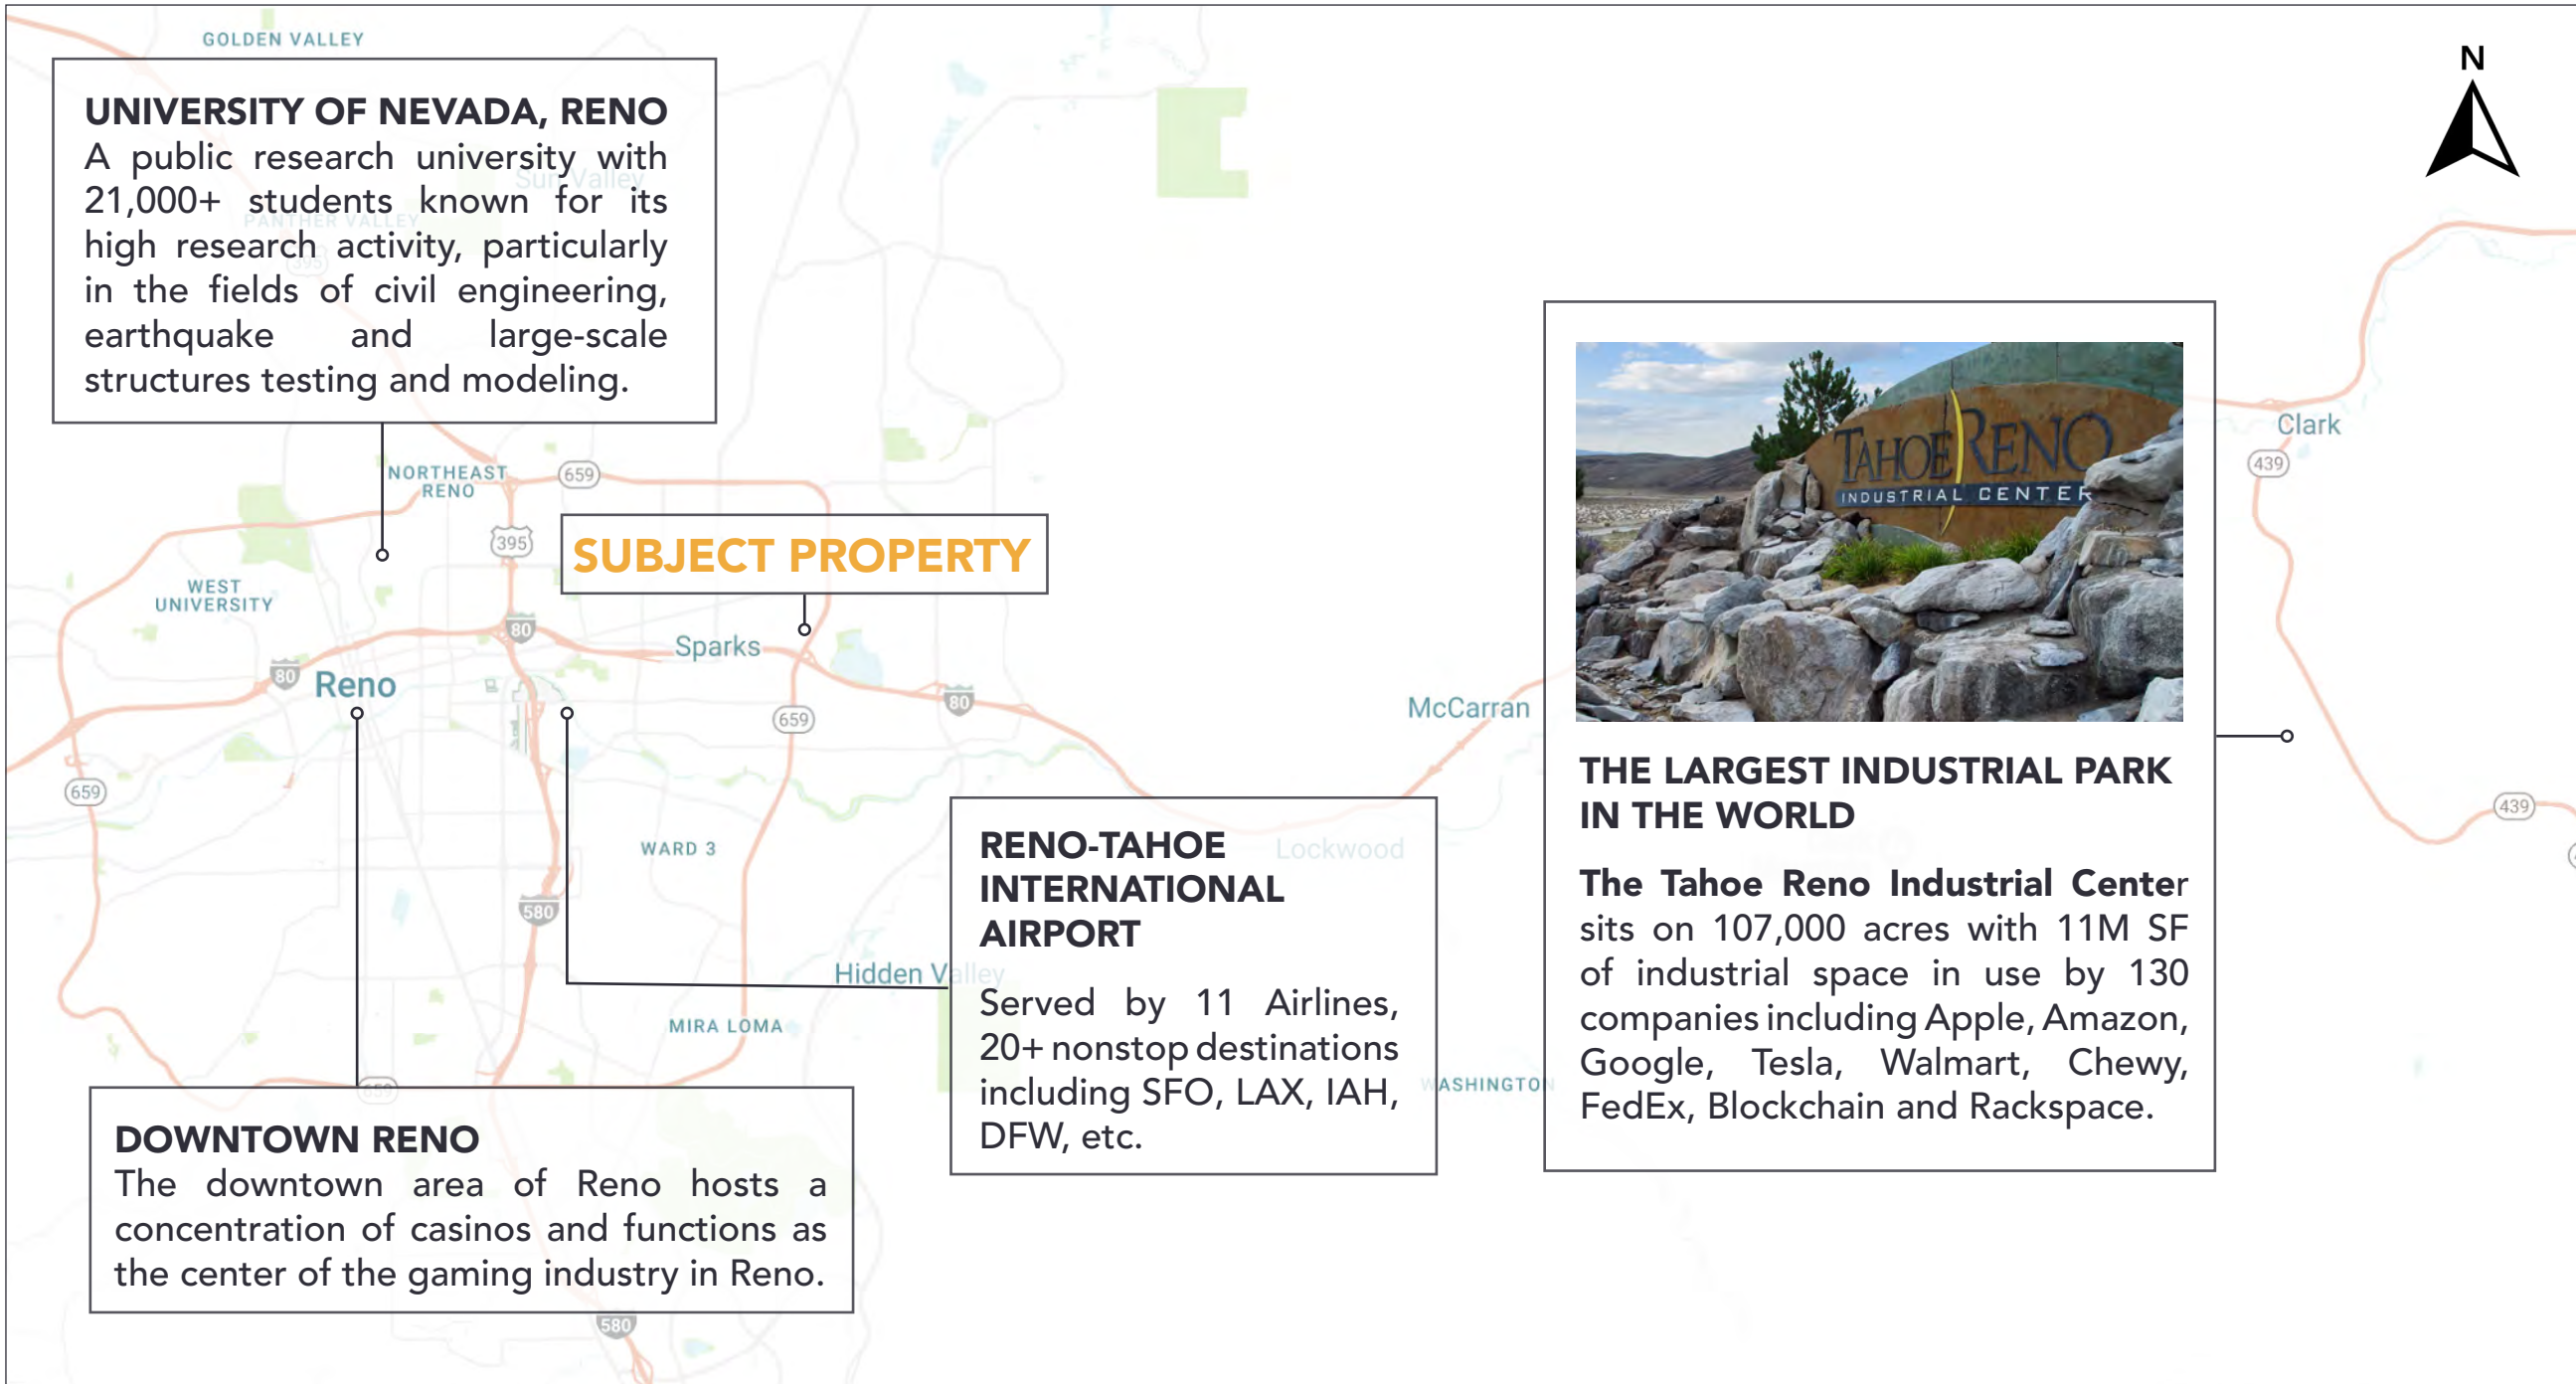 GOLDEN VALLEY
N
UNIVERSITY OF NEVADA, RENO
A public research university with
21,000+ students known for its
high research activity, particularly
in the fields of civil engineering,
earthquake and large-scale
structures testing and modeling.
Sun Valley
PANTHER VALLEY
395
NORTHEAST
RENO
659
395
SUBJECT PROPERTY
WEST
UNIVERSITY
80
Sparks
80
Reno
80
659
659
WARD 3
580
Hidden Valley
MIRA LOMA
659
McCarran
Lockwood
WASHINGTON
Clark
439
439
TAHOE RENO
INDUSTRIAL CENTER
THE LARGEST INDUSTRIAL PARK
IN THE WORLD
The Tahoe Reno Industrial Center
sits on 107,000 acres with 11M SF
of industrial space in use by 130
companies including Apple, Amazon,
Google, Tesla, Walmart, Chewy,
FedEx, Blockchain and Rackspace.
RENO-TAHOE
INTERNATIONAL
AIRPORT
Served by 11 Airlines,
20+ nonstop destinations
including SFO, LAX, IAH,
DFW, etc.
DOWNTOWN RENO
The downtown area of Reno hosts a
concentration of casinos and functions as
the center of the gaming industry in Reno.
580